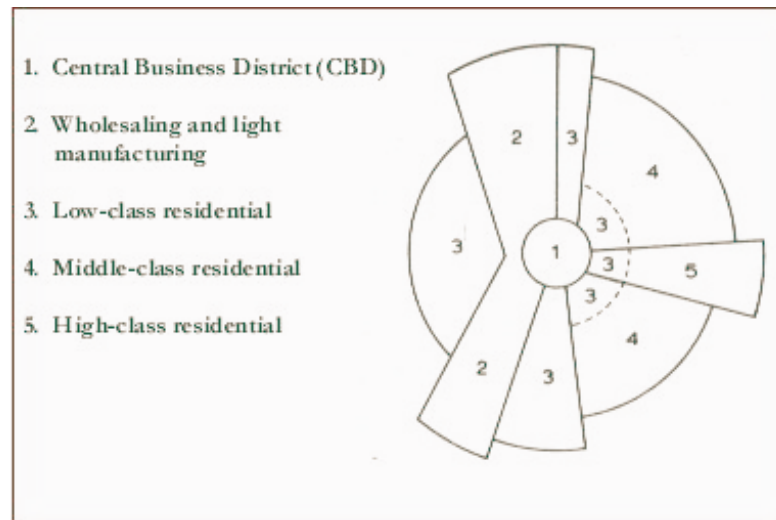 1. Central Business District (CBD)
2. Wholesaling and light
manufacturing
3. Low-class residential
4. Middle-class residential
5. High-class residential
2
3
4
3
3
1
3
5
3
4
2
3